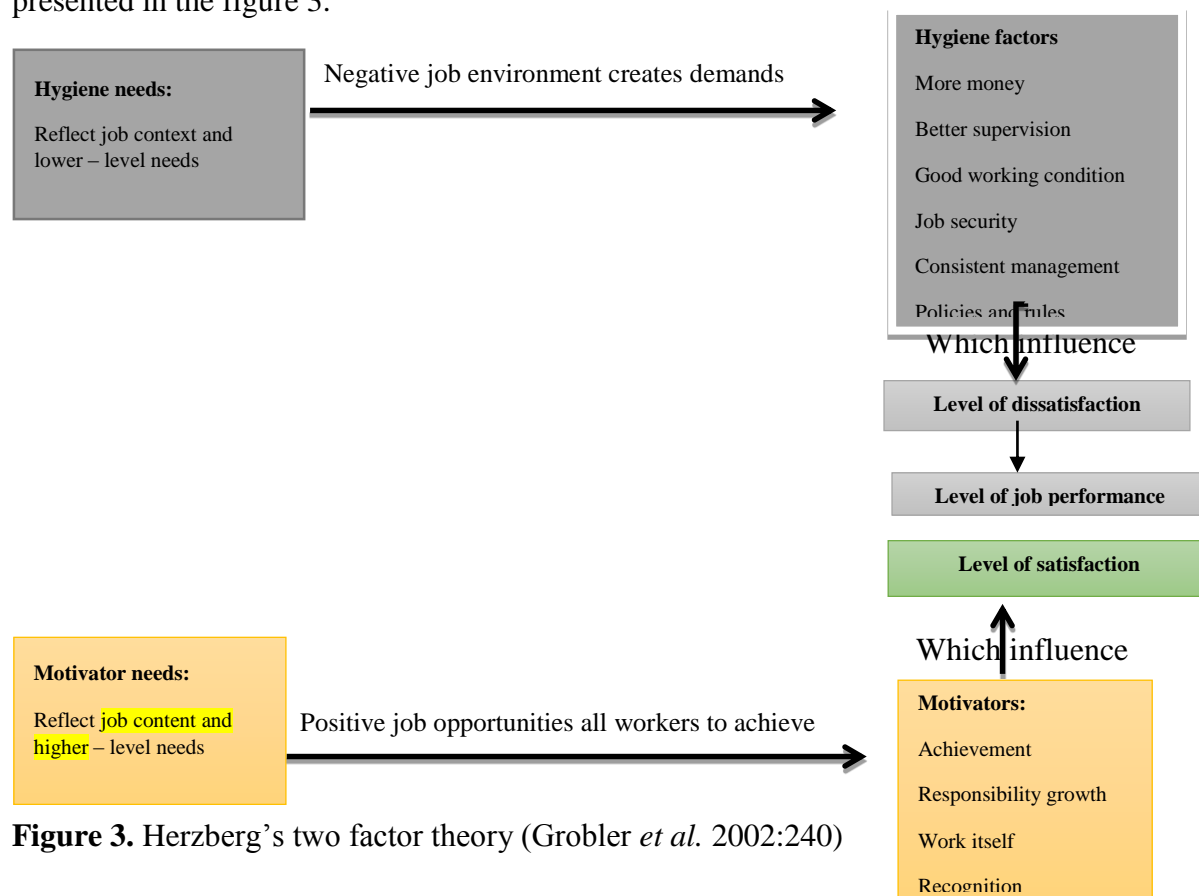 presented in the figure 3.
Hygiene needs:
Reflect job context and
lower – level needs
Negative job environment creates demands
Hygiene factors
More money
Better supervision
Good working condition
Job security
Consistent management
Policies and rules
Which influence
Level of dissatisfaction
Level of job performance
Level of satisfaction
Which influence
Motivator needs:
Reflect job content and
higher – level needs
Positive job opportunities all workers to achieve
Motivators:
Achievement
Responsibility growth
Work itself
Recognition
Figure 3. Herzberg’s two factor theory (Grobler et al. 2002:240)